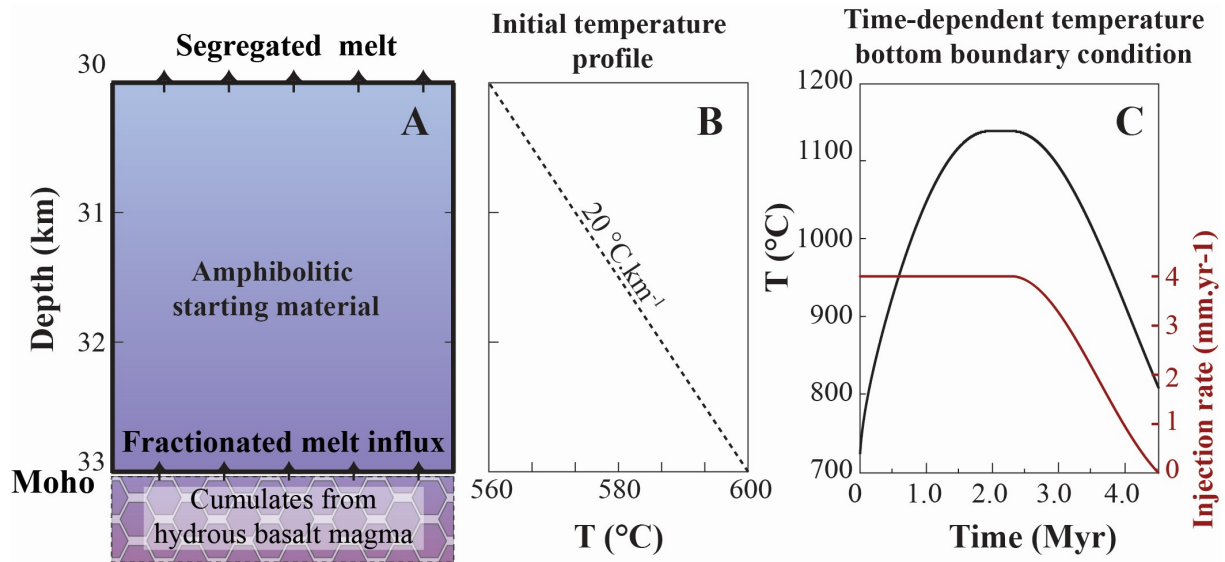 Segregated melt
30
A
31
Amphibolitic
starting material
32
Depth (km)
Fractionated melt influx
33
Moho
Cumulates from
hydrous basalt magma
Initial temperature
profile
B
20 °C.km-1
560
580
600
T (°C)
Time-dependent temperature
bottom boundary condition
C
1200
1100
1000
900
800
700
T (°C)
4
3
2
1
0
Injection rate (mm.yr-1)
0
1.0
2.0
3.0
4.0
Time (Myr)